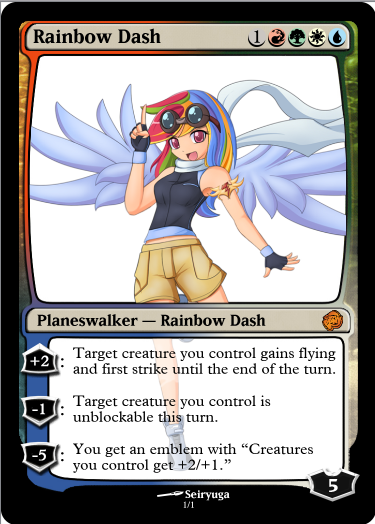 Rainbow Dash 1
Planeswalker — Rainbow Dash
+2: Target creature you control gains flying
and first strike until the end of the turn.
-1: Target creature you control is
unblockable this turn.
-5: You get an emblem with “Creatures
you control get +2/+1.”
5
Seiryuga
1/1